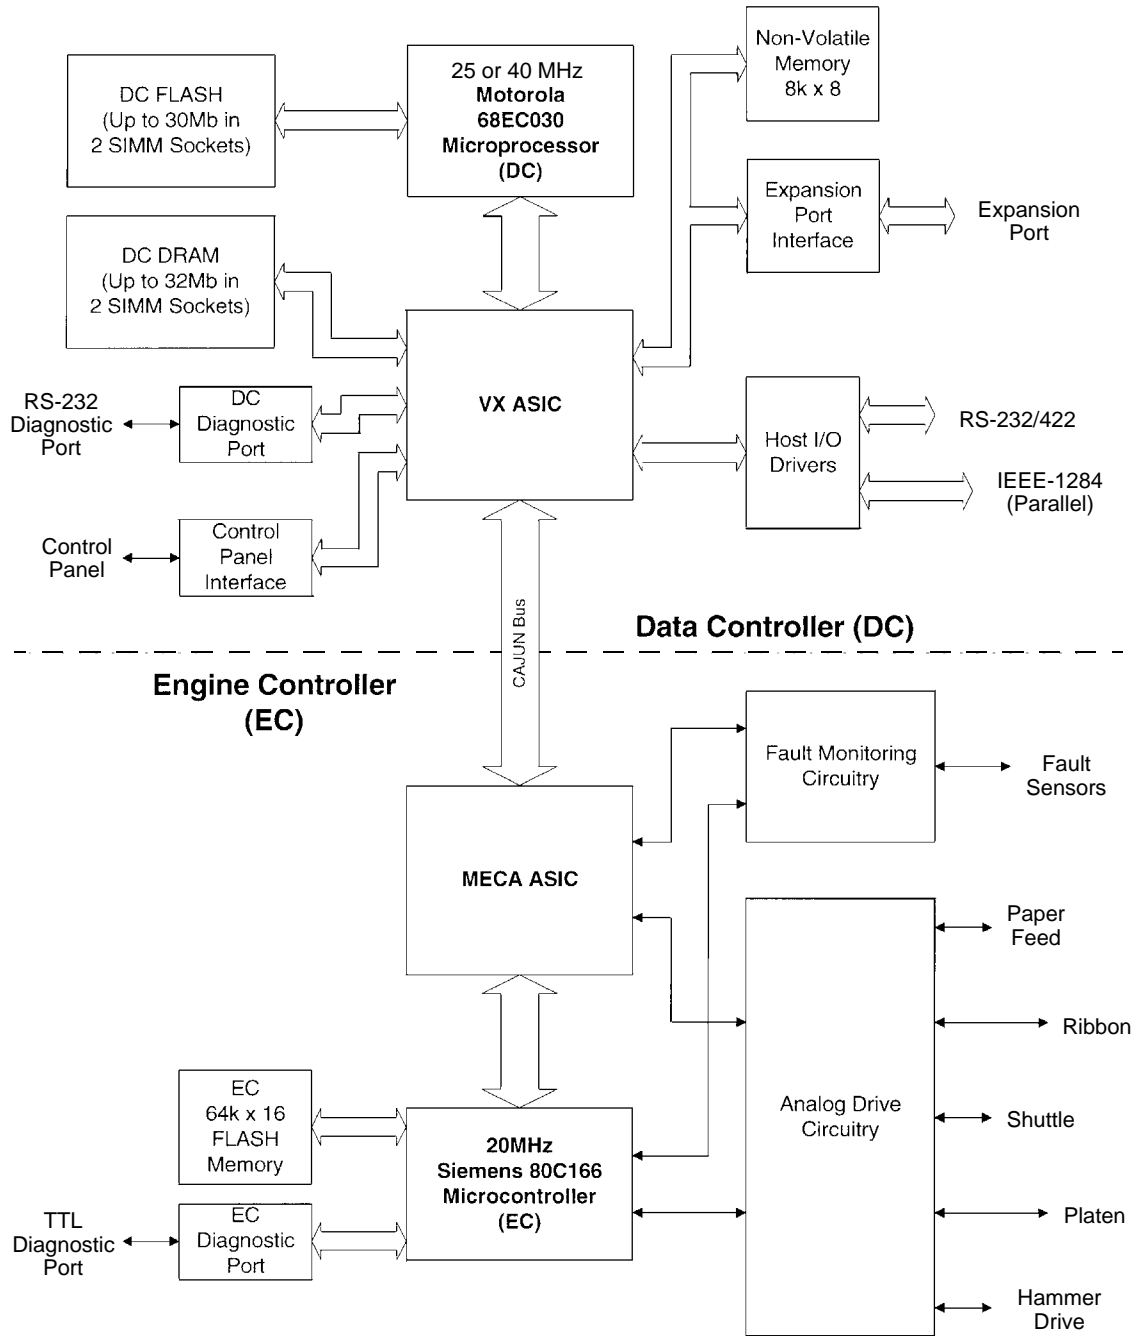 DC FLASH
(Up to 30Mb in
2 SIMM Sockets)
25 or 40 MHz
Motorola
68EC030
Microprocessor
(DC)
Non-Volatile
Memory
8k x 8
Expansion
Port
Interface
Expansion
Port
DC DRAM
(Up to 32Mb in
2 SIMM Sockets)
VX ASIC
RS-232
Diagnostic
Port
DC
Diagnostic
Port
Host I/O
Drivers
RS-232/422
IEEE-1284
(Parallel)
Control
Panel
Control
Panel
Interface
CAJUN Bus
Data Controller (DC)
Engine Controller
(EC)
Fault Monitoring
Circuitry
Fault
Sensors
MECA ASIC
Analog Drive
Circuitry
Paper
Feed
Ribbon
Shuttle
Platen
Hammer
Drive
EC
64k x 16
FLASH
Memory
20MHz
Siemens 80C166
Microcontroller
(EC)
TTL
Diagnostic
Port
EC
Diagnostic
Port